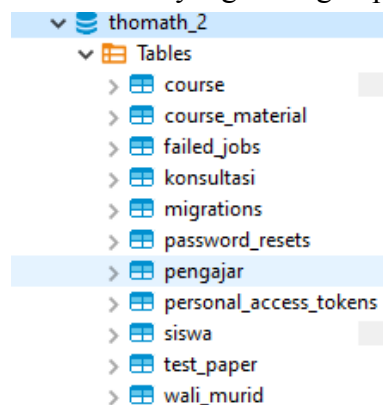 thomath_2
Tables
course
course_material
failed_jobs
konsultasi
migrations
password_resets
pengajar
personal_access_tokens
siswa
test_paper
wali_murid